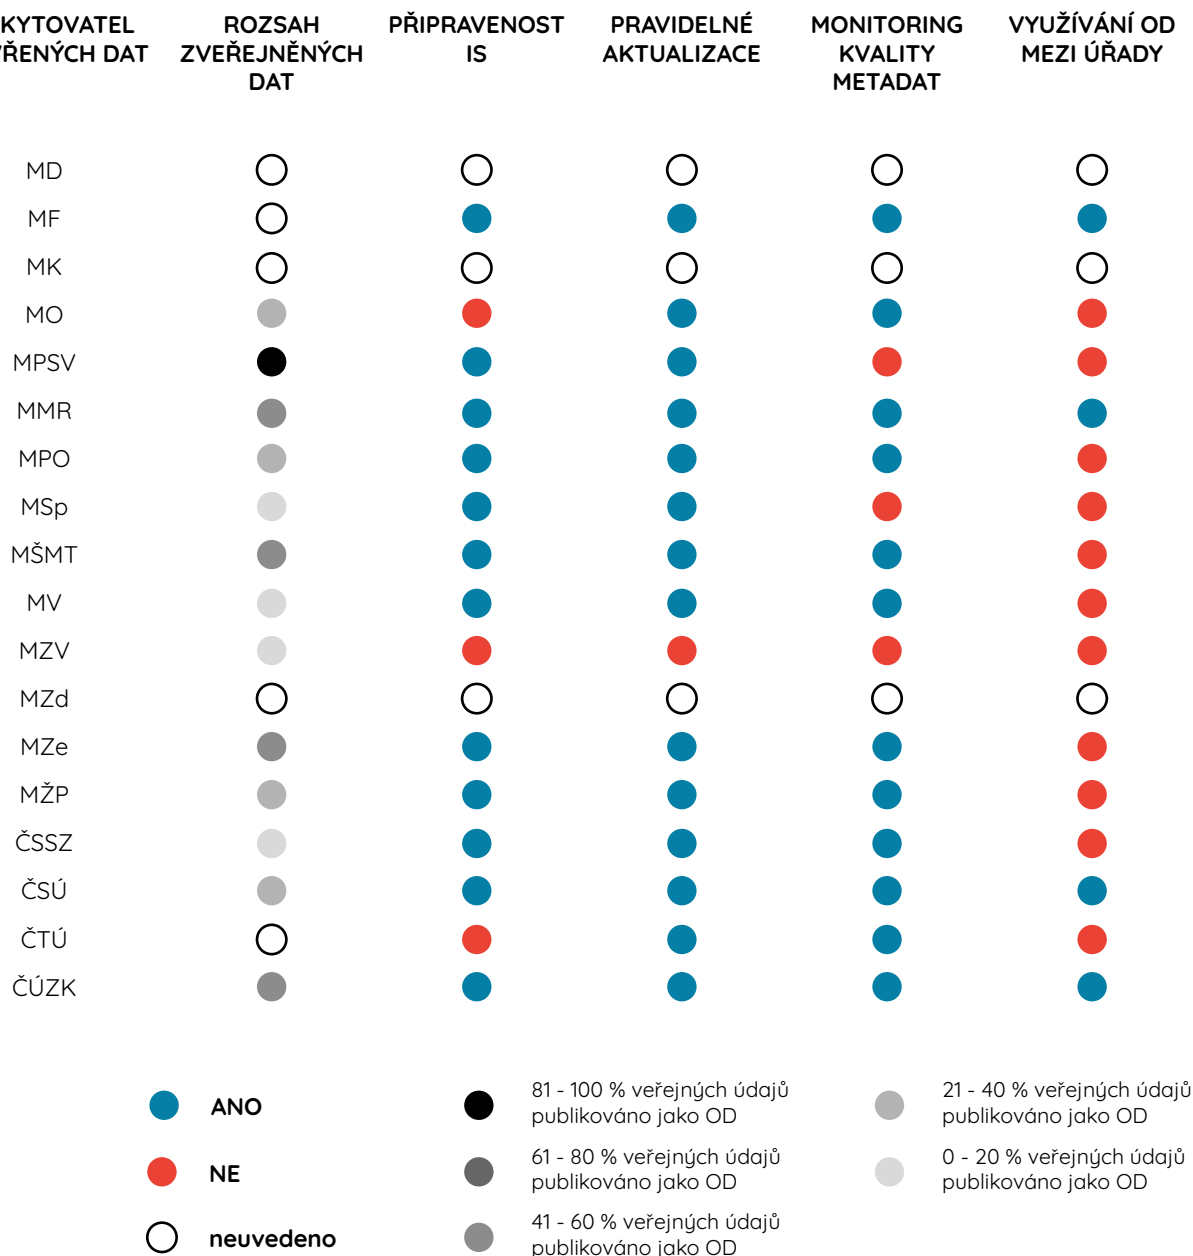 KYTOVATEL
ŘENÝCH DAT
ROZSAH
ZVEŘEJNĚNÝCH
DAT
PŘIPRAVENOST
IS
PRAVIDELNÉ
AKTUALIZACE
MONITORING
KVALITY
METADAT
VYUŽÍVÁNÍ OD
MEZI ÚŘADY
MD
MF
MK
MO
MPSV
MMR
MPO
MSp
MŠMT
MV
MZV
MZd
MZe
MŽP
ČSSZ
ČSÚ
ČTÚ
ČÚZK
ANO
NE
neuvedeno
81 - 100 % veřejných údajů
publikováno jako OD
61 - 80 % veřejných údajů
publikováno jako OD
41 - 60 % veřejných údajů
publikováno jako OD
21 - 40 % veřejných údajů
publikováno jako OD
0 - 20 % veřejných údajů
publikováno jako OD